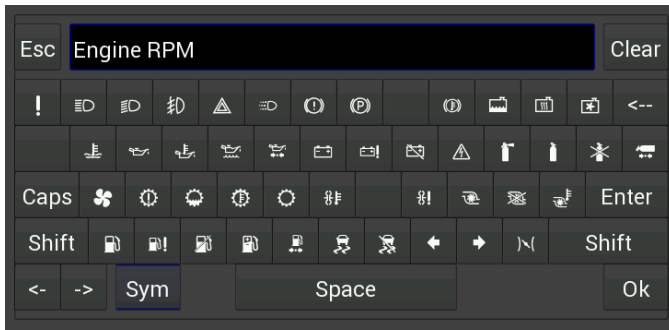 Esc Engine RPM Clear
<--
Caps Enter
Shift Shift
<- -> Sym Space Ok